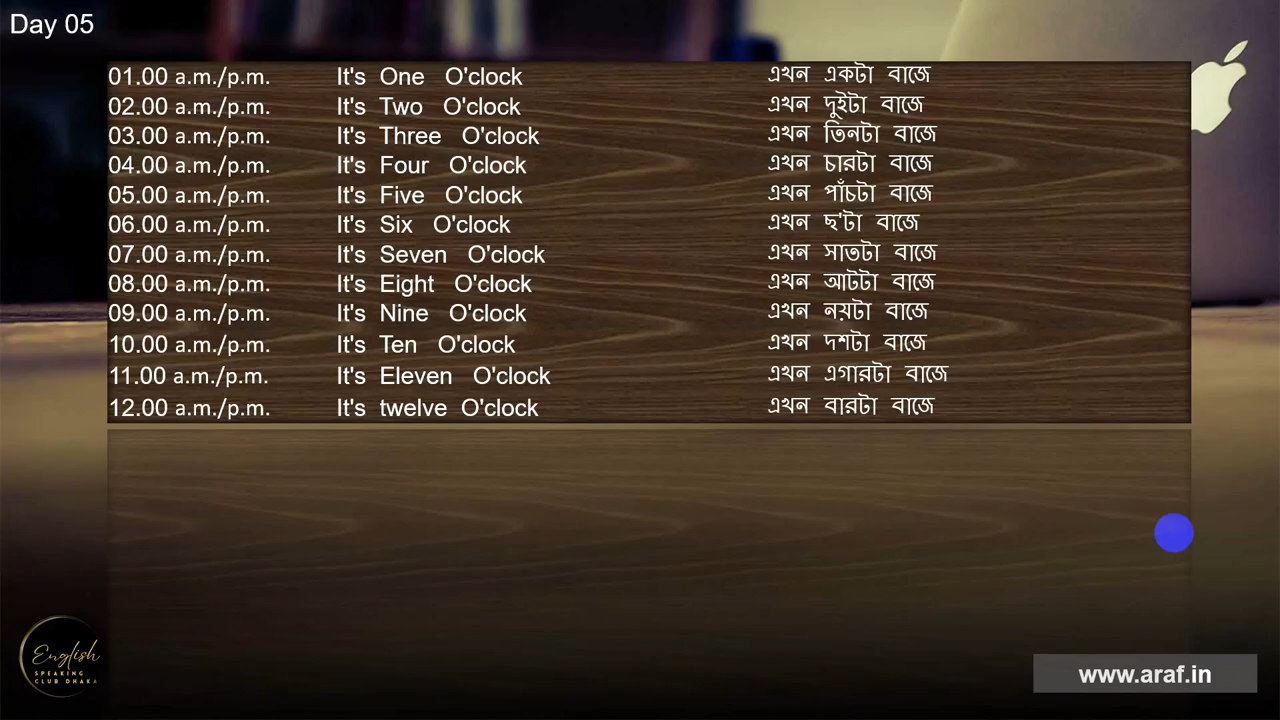 Day 05
01.00 a.m./p.m. It's One O'clock এখন একটা বাজে
02.00 a.m./p.m. It's Two O'clock এখন দুইটা বাজে
03.00 a.m./p.m. It's Three O'clock এখন তিনটা বাজে
04.00 a.m./p.m. It's Four O'clock এখন চারটা বাজে
05.00 a.m./p.m. It's Five O'clock এখন পাঁচটা বাজে
06.00 a.m./p.m. It's Six O'clock এখন ছ'টা বাজে
07.00 a.m./p.m. It's Seven O'clock এখন সাতটা বাজে
08.00 a.m./p.m. It's Eight O'clock এখন আটটা বাজে
09.00 a.m./p.m. It's Nine O'clock এখন নয়টা বাজে
10.00 a.m./p.m. It's Ten O'clock এখন দশটা বাজে
11.00 a.m./p.m. It's Eleven O'clock এখন এগারটা বাজে
12.00 a.m./p.m. It's twelve O'clock এখন বারটা বাজে
English
SPEAKING
CLUB DHAKA
www.araf.in